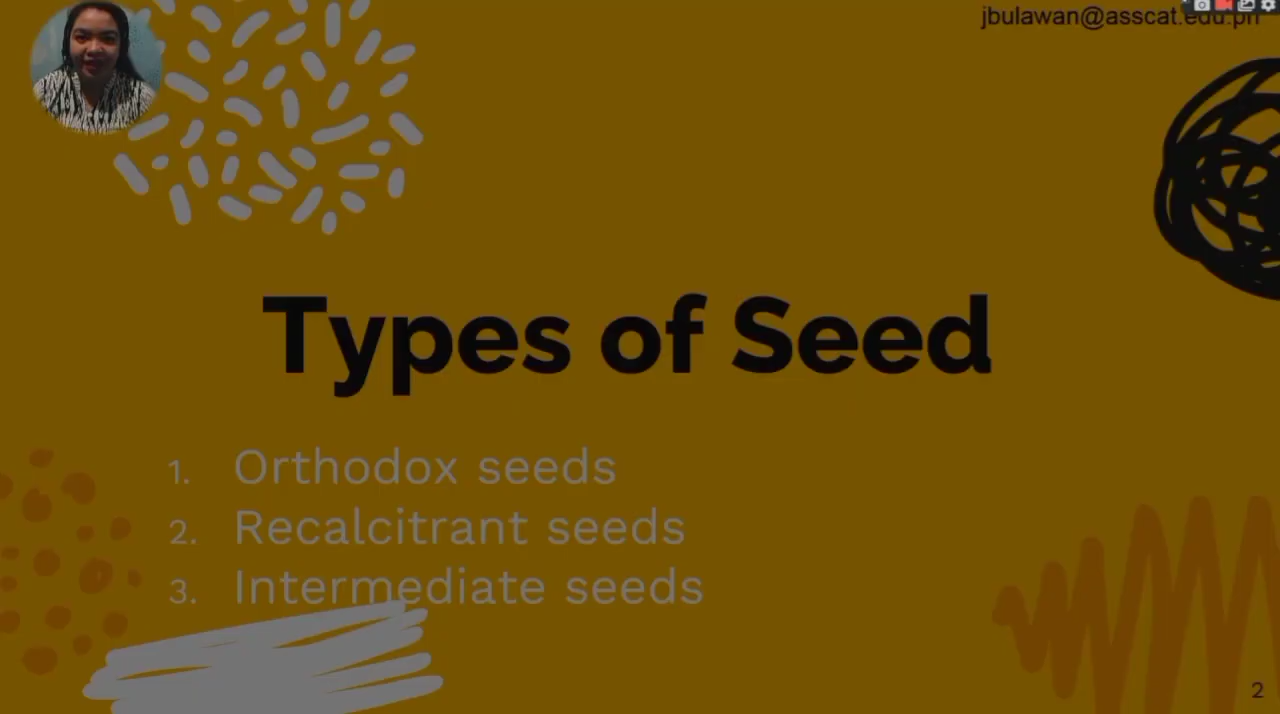 jbulawan@asscat.edu.ph
Types of Seed
1. Orthodox seeds
2. Recalcitrant seeds
3. Intermediate seeds
2